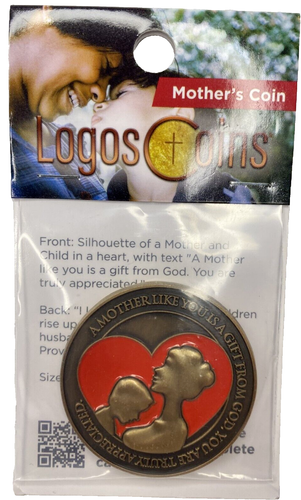 Mother's Coin
Logos Coins
Front: Silhouette of a Mother and
Child in a heart, with text "A Mother
like you is a gift from God. You are
truly appreciated."
Back: "I
rise up
husba
Prov
Size
A MOTHER LIKE YOU IS A GIFT FROM GOD. YOU ARE TRULY APPRECIATED.